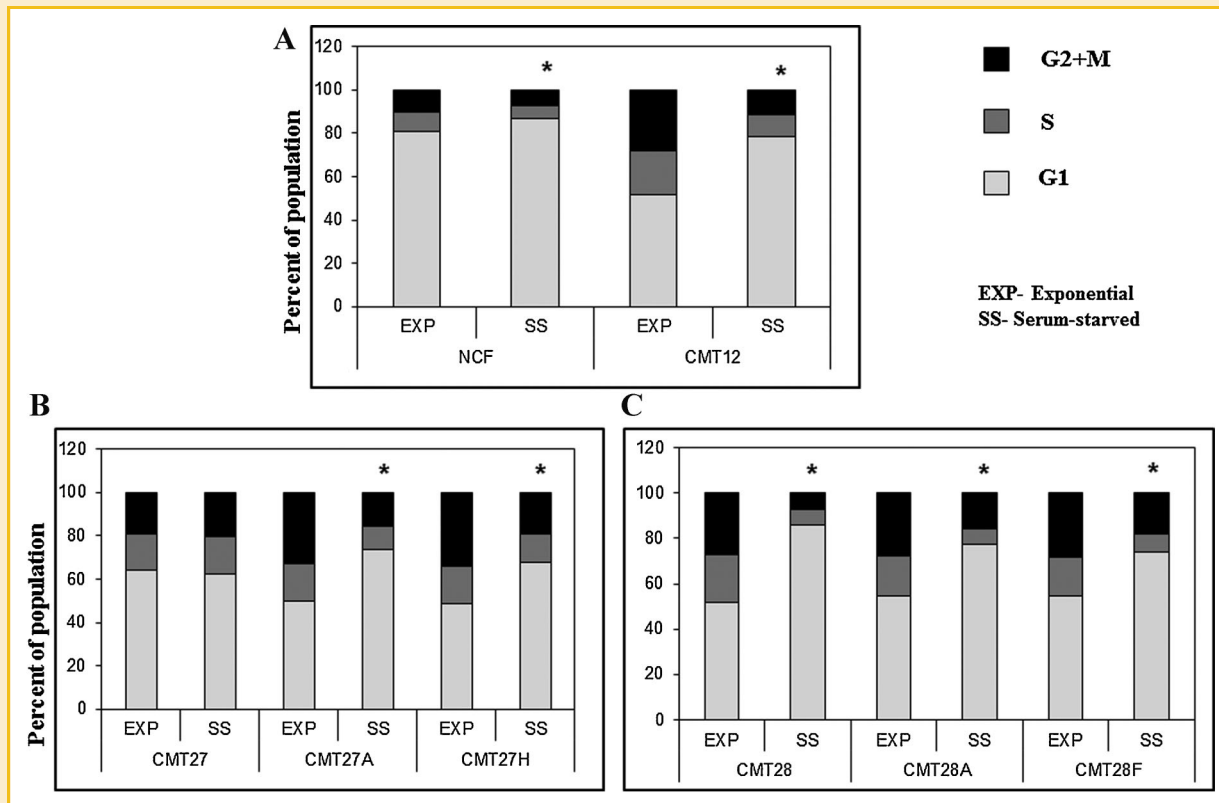 A
120
100
80
60
40
20
0
Percent of population
* *
EXP SS EXP SS
NCF CMT12
G2+M
S
G1
EXP- Exponential
SS- Serum-starved
B
120
100
80
60
40
20
0
Percent of population
* *
EXP SS EXP SS EXP SS
CMT27 CMT27A CMT27H
C
120
100
80
60
40
20
0
* * *
EXP SS EXP SS EXP SS
CMT28 CMT28A CMT28F